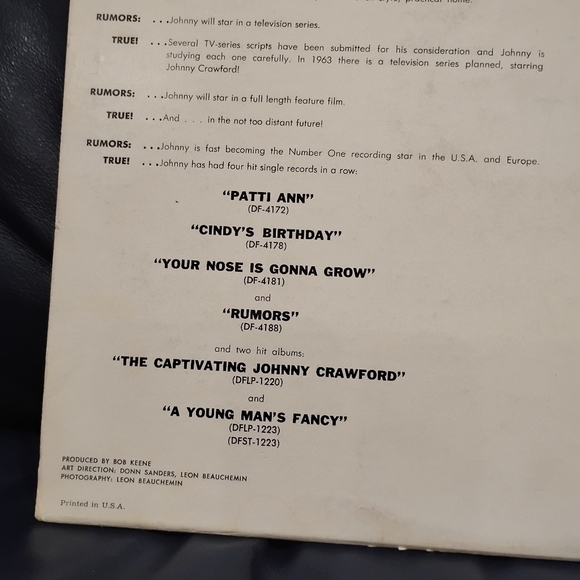 practical home.
RUMORS: ...Johnny will star in a television series.
TRUE! ...Several TV-series scripts have been submitted for his consideration and Johnny is
studying each one carefully. In 1963 there is a television series planned, starring
Johnny Crawford!
RUMORS: ...Johnny will star in a full length feature film.
TRUE! ...And . . . in the not too distant future!
RUMORS: ...Johnny is fast becoming the Number One recording star in the U.S.A. and Europe.
TRUE! ...Johnny has had four hit single records in a row:
"PATTI ANN"
(DF-4172)
"CINDY'S BIRTHDAY"
(DF-4178)
"YOUR NOSE IS GONNA GROW"
(DF-4181)
and
"RUMORS"
(DF-4188)
and two hit albums:
"THE CAPTIVATING JOHNNY CRAWFORD"
(DFLP-1220)
and
"A YOUNG MAN'S FANCY"
(DFLP-1223)
(DFST-1223)
PRODUCED BY BOB KEENE
ART DIRECTION: DONN SANDERS, LEON BEAUCHEMIN
PHOTOGRAPHY: LEON BEAUCHEMIN
Printed in U.S.A.